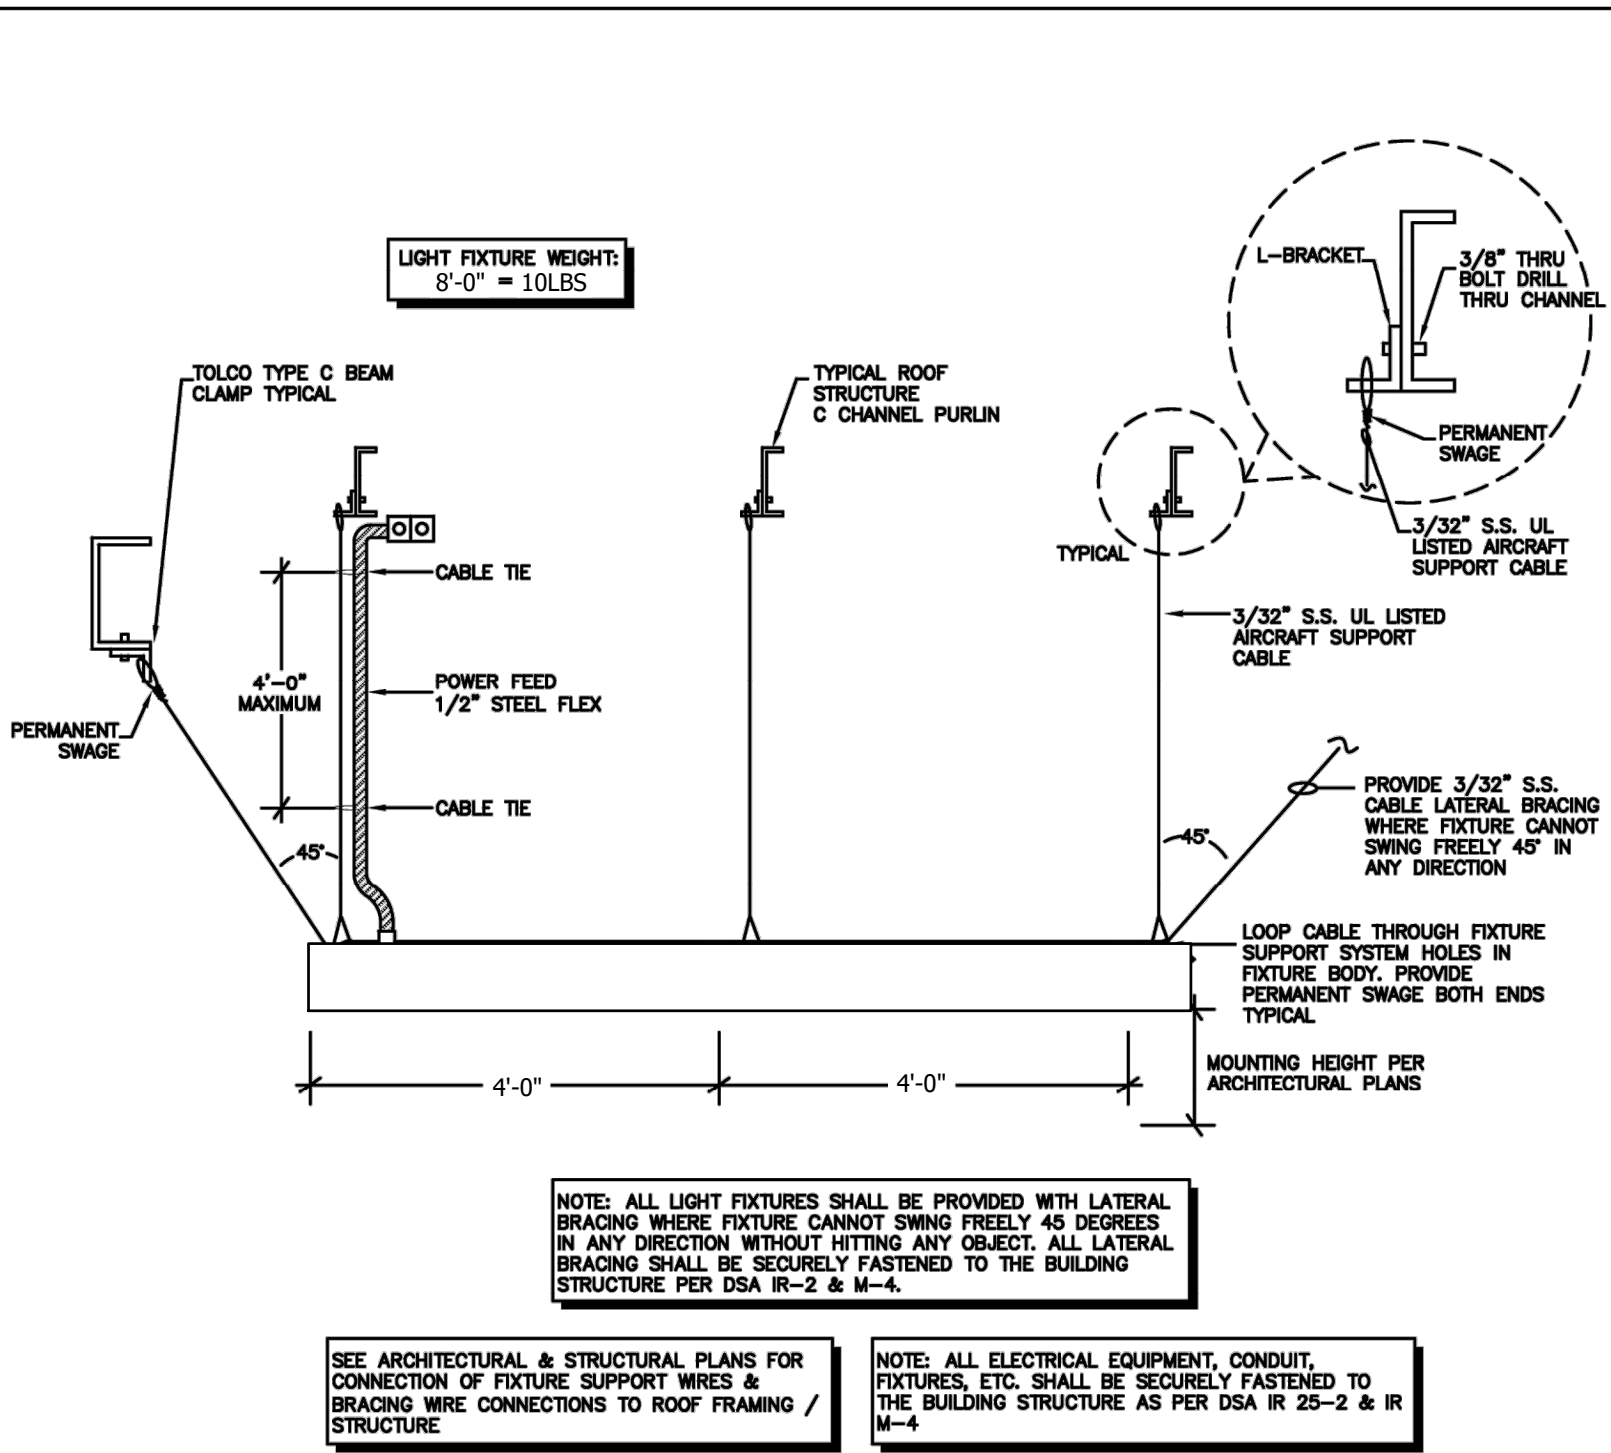 LIGHT FIXTURE WEIGHT:
8'-0" = 10LBS
L-BRACKET
3/8" THRU
BOLT DRILL
THRU CHANNEL
TOLCO TYPE C BEAM
CLAMP TYPICAL
TYPICAL ROOF
STRUCTURE
C CHANNEL PURLIN
PERMANENT
SWAGE
3/32" S.S. UL
LISTED AIRCRAFT
SUPPORT CABLE
TYPICAL
CABLE TIE
3/32" S.S. UL LISTED
AIRCRAFT SUPPORT
CABLE
4'-0"
MAXIMUM
POWER FEED
1/2" STEEL FLEX
PERMANENT
SWAGE
CABLE TIE
PROVIDE 3/32" S.S.
CABLE LATERAL BRACING
WHERE FIXTURE CANNOT
SWING FREELY 45° IN
ANY DIRECTION
45°
45°
LOOP CABLE THROUGH FIXTURE
SUPPORT SYSTEM HOLES IN
FIXTURE BODY. PROVIDE
PERMANENT SWAGE BOTH ENDS
TYPICAL
MOUNTING HEIGHT PER
ARCHITECTURAL PLANS
4'-0"
4'-0"
NOTE: ALL LIGHT FIXTURES SHALL BE PROVIDED WITH LATERAL
BRACING WHERE FIXTURE CANNOT SWING FREELY 45 DEGREES
IN ANY DIRECTION WITHOUT HITTING ANY OBJECT. ALL LATERAL
BRACING SHALL BE SECURELY FASTENED TO THE BUILDING
STRUCTURE PER DSA IR-2 & M-4.
SEE ARCHITECTURAL & STRUCTURAL PLANS FOR
CONNECTION OF FIXTURE SUPPORT WIRES &
BRACING WIRE CONNECTIONS TO ROOF FRAMING /
STRUCTURE
NOTE: ALL ELECTRICAL EQUIPMENT, CONDUIT,
FIXTURES, ETC. SHALL BE SECURELY FASTENED TO
THE BUILDING STRUCTURE AS PER DSA IR 25-2 & IR
M-4